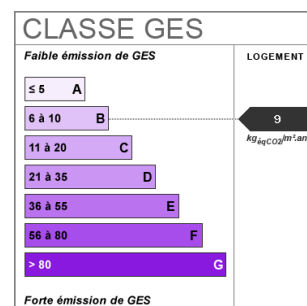 CLASSE GES
Faible émission de GES
LOGEMENT
≤ 5 A
6 à 10 B
9
kgéqCO2/m².an
11 à 20 C
21 à 35 D
36 à 55 E
56 à 80 F
> 80 G
Forte émission de GES